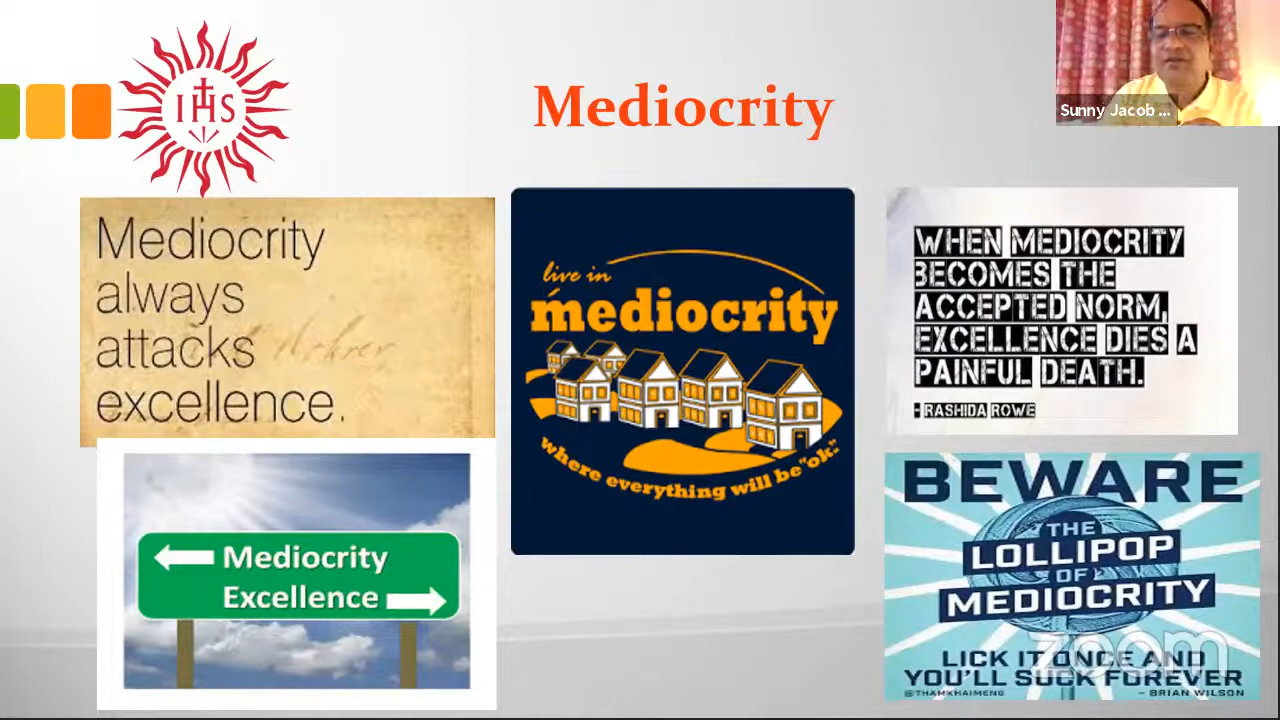 IHS
Mediocrity
Sunny Jacob ...
Mediocrity
always
attacks
excellence.
live in
mediocrity
where everything will be "ok."
WHEN MEDIOCRITY
BECOMES THE
ACCEPTED NORM,
EXCELLENCE DIES A
PAINFUL DEATH.
- RASHIDA ROWE
Mediocrity
Excellence
BEWARE
THE
LOLLIPOP
OF
MEDIOCRITY
LICK IT ONCE AND
YOU'LL SUCK FOREVER
@THAMKHAIMENG
- BRIAN WILSON
zoom